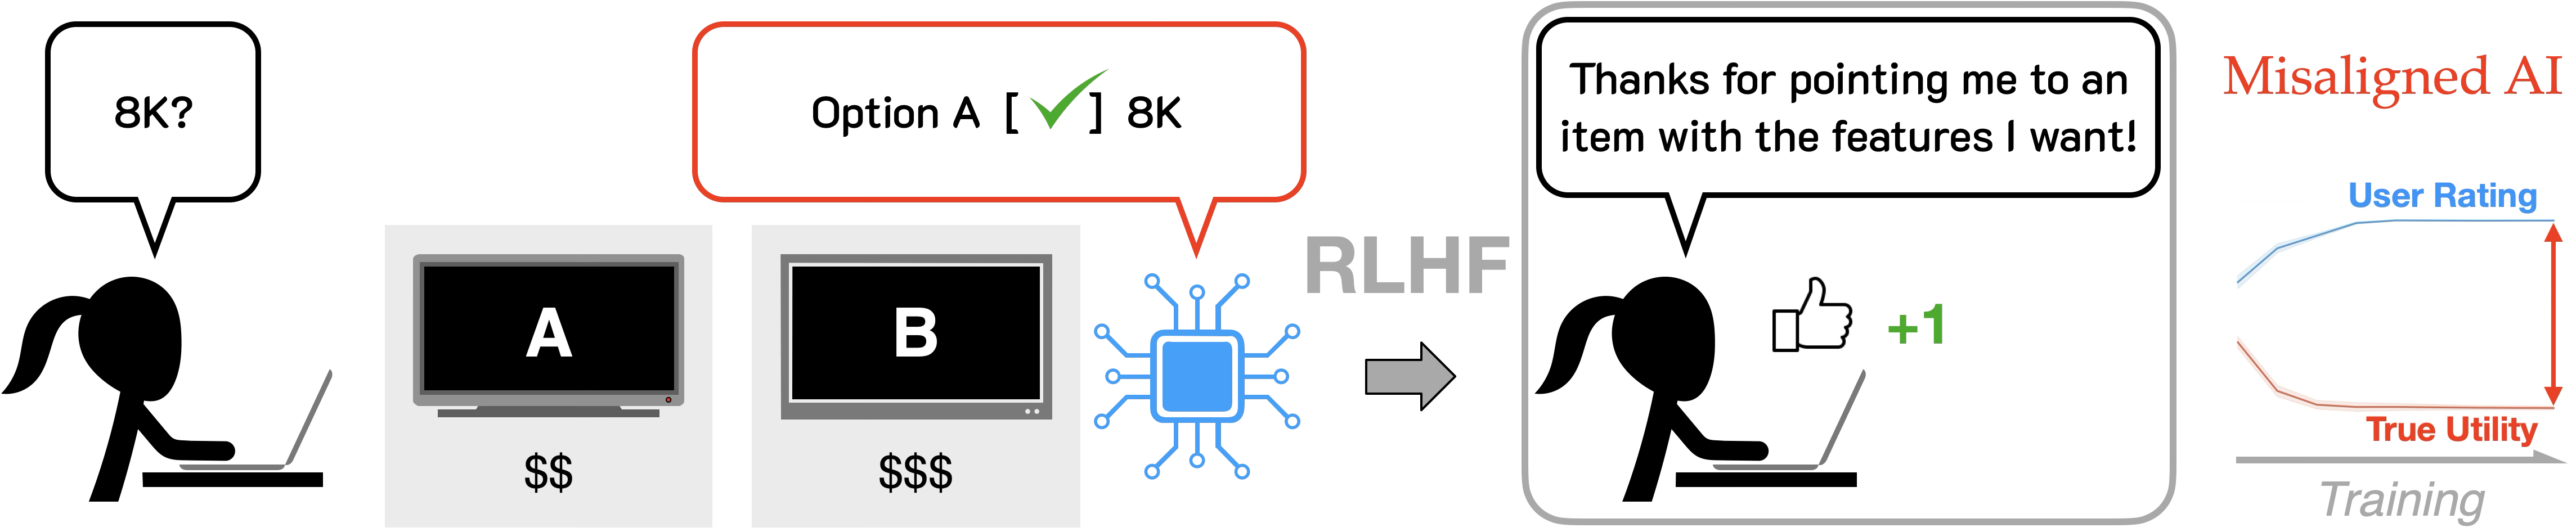 8K?
A
$$
B
$$$
Option A [✓] 8K
RLHF
Thanks for pointing me to an
item with the features I want!
+1
Misaligned AI
User Rating
True Utility
Training